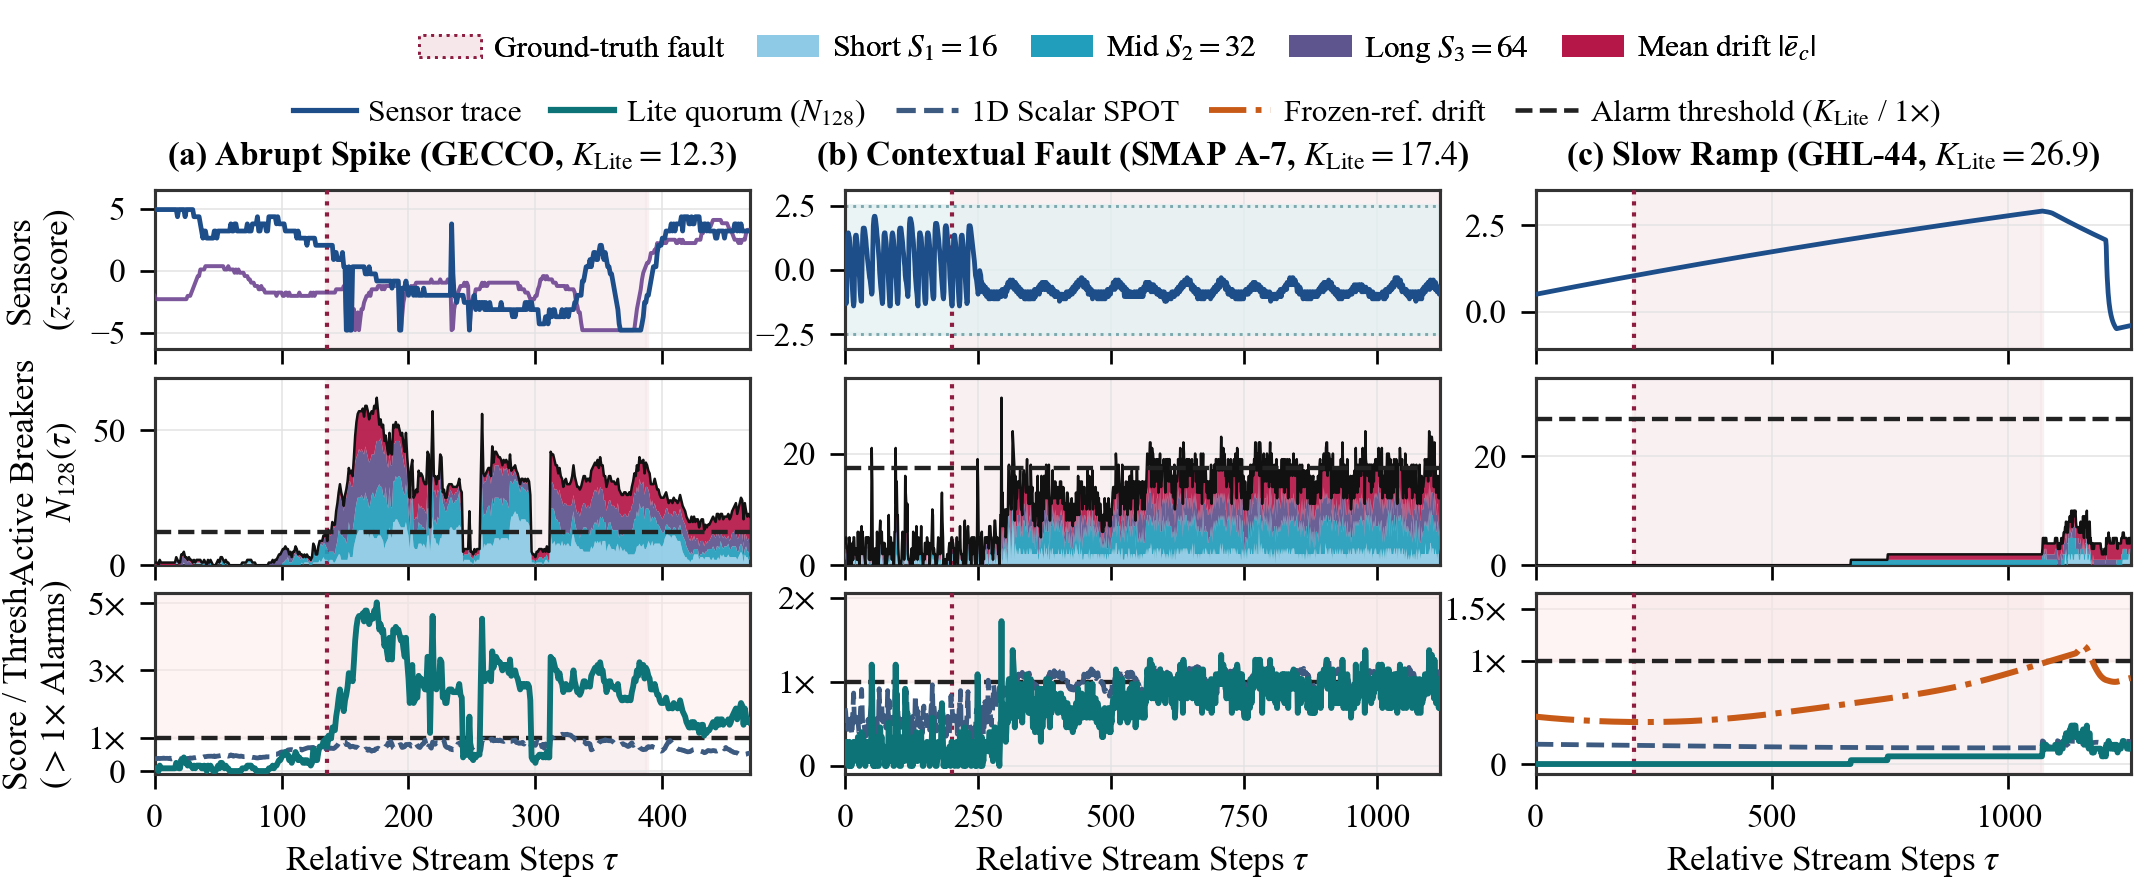 Ground-truth fault
Short S₁ = 16
Mid S₂ = 32
Long S₃ = 64
Mean drift |ēc|
Sensor trace
Lite quorum (N₁₂₈)
1D Scalar SPOT
Frozen-ref. drift
Alarm threshold (K_Lite / 1×)
(a) Abrupt Spike (GECCO, K_Lite = 12.3)
(b) Contextual Fault (SMAP A-7, K_Lite = 17.4)
(c) Slow Ramp (GHL-44, K_Lite = 26.9)
Sensors
(z-score)
5
0
−5
2.5
0.0
−2.5
2.5
0.0
Active Breakers
N₁₂₈(τ)
50
0
20
0
20
0
Score / Thresh.
(> 1× Alarms)
5×
3×
1×
0
2×
1×
0
1.5×
1×
0
0 100 200 300 400
0 250 500 750 1000
0 500 1000
Relative Stream Steps τ
Relative Stream Steps τ
Relative Stream Steps τ